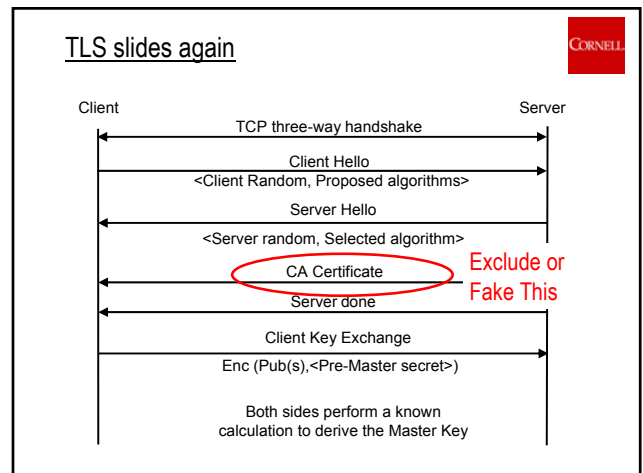 TLS slides again
CORNELL
Client
Server
TCP three-way handshake
Client Hello
<Client Random, Proposed algorithms>
Server Hello
<Server random, Selected algorithm>
CA Certificate
Exclude or
Fake This
Server done
Client Key Exchange
Enc (Pub(s),<Pre-Master secret>)
Both sides perform a known
calculation to derive the Master Key